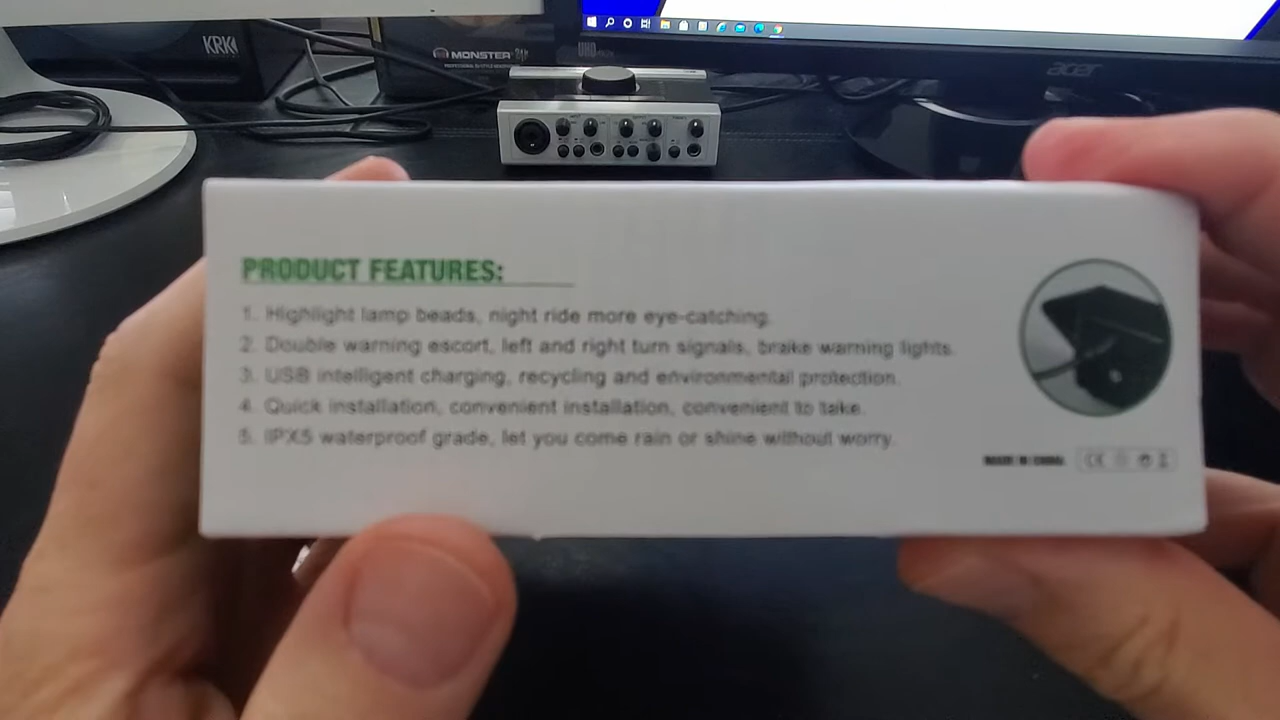 KRK
MONSTER
UHD
acer
PRODUCT FEATURES:
1. Highlight lamp beads, night ride more eye-catching.
2. Double warning escort, left and right turn signals, brake warning lights.
3. USB intelligent charging, recycling and environmental protection.
4. Quick installation, convenient installation, convenient to take.
5. IPX5 waterproof grade, let you come rain or shine without worry.
MADE IN CHINA
CE